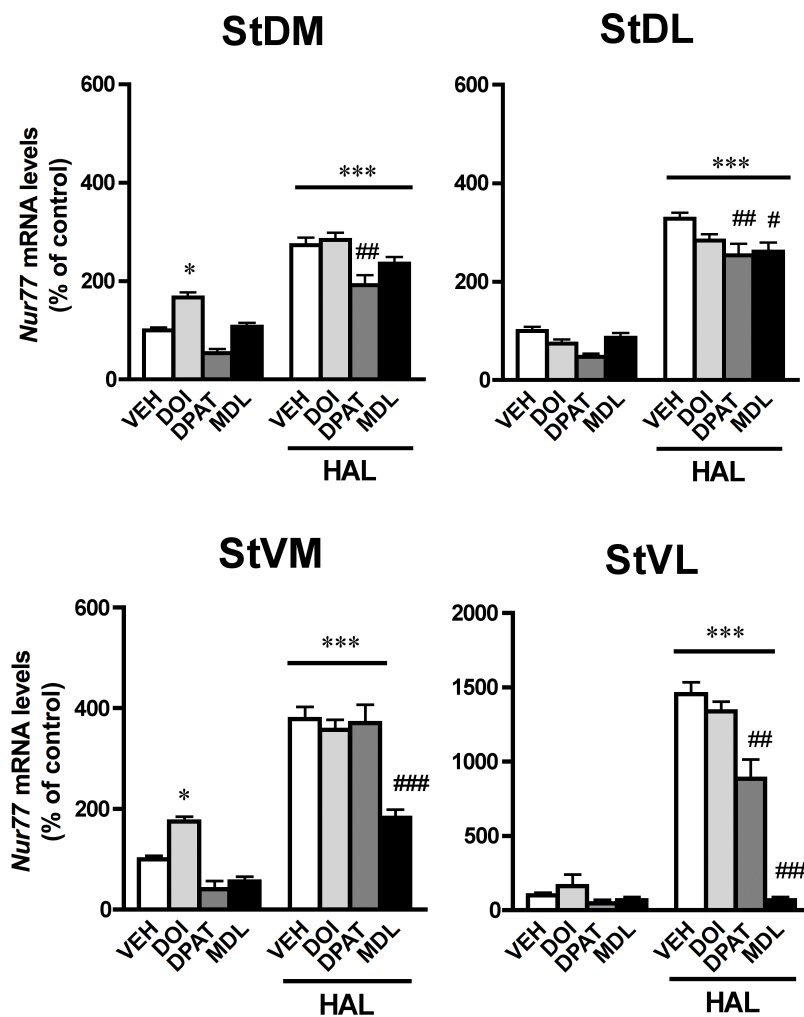 StDM
600
400
200
0
Nur77 mRNA levels
(% of control)
*
***
##
VEH DOI DPAT MDL VEH DOI DPAT MDL
HAL
StDL
600
400
200
0
***
## #
VEH DOI DPAT MDL VEH DOI DPAT MDL
HAL
StVM
600
400
200
0
Nur77 mRNA levels
(% of control)
*
***
###
VEH DOI DPAT MDL VEH DOI DPAT MDL
HAL
StVL
2000
1500
1000
500
0
***
##
###
VEH DOI DPAT MDL VEH DOI DPAT MDL
HAL